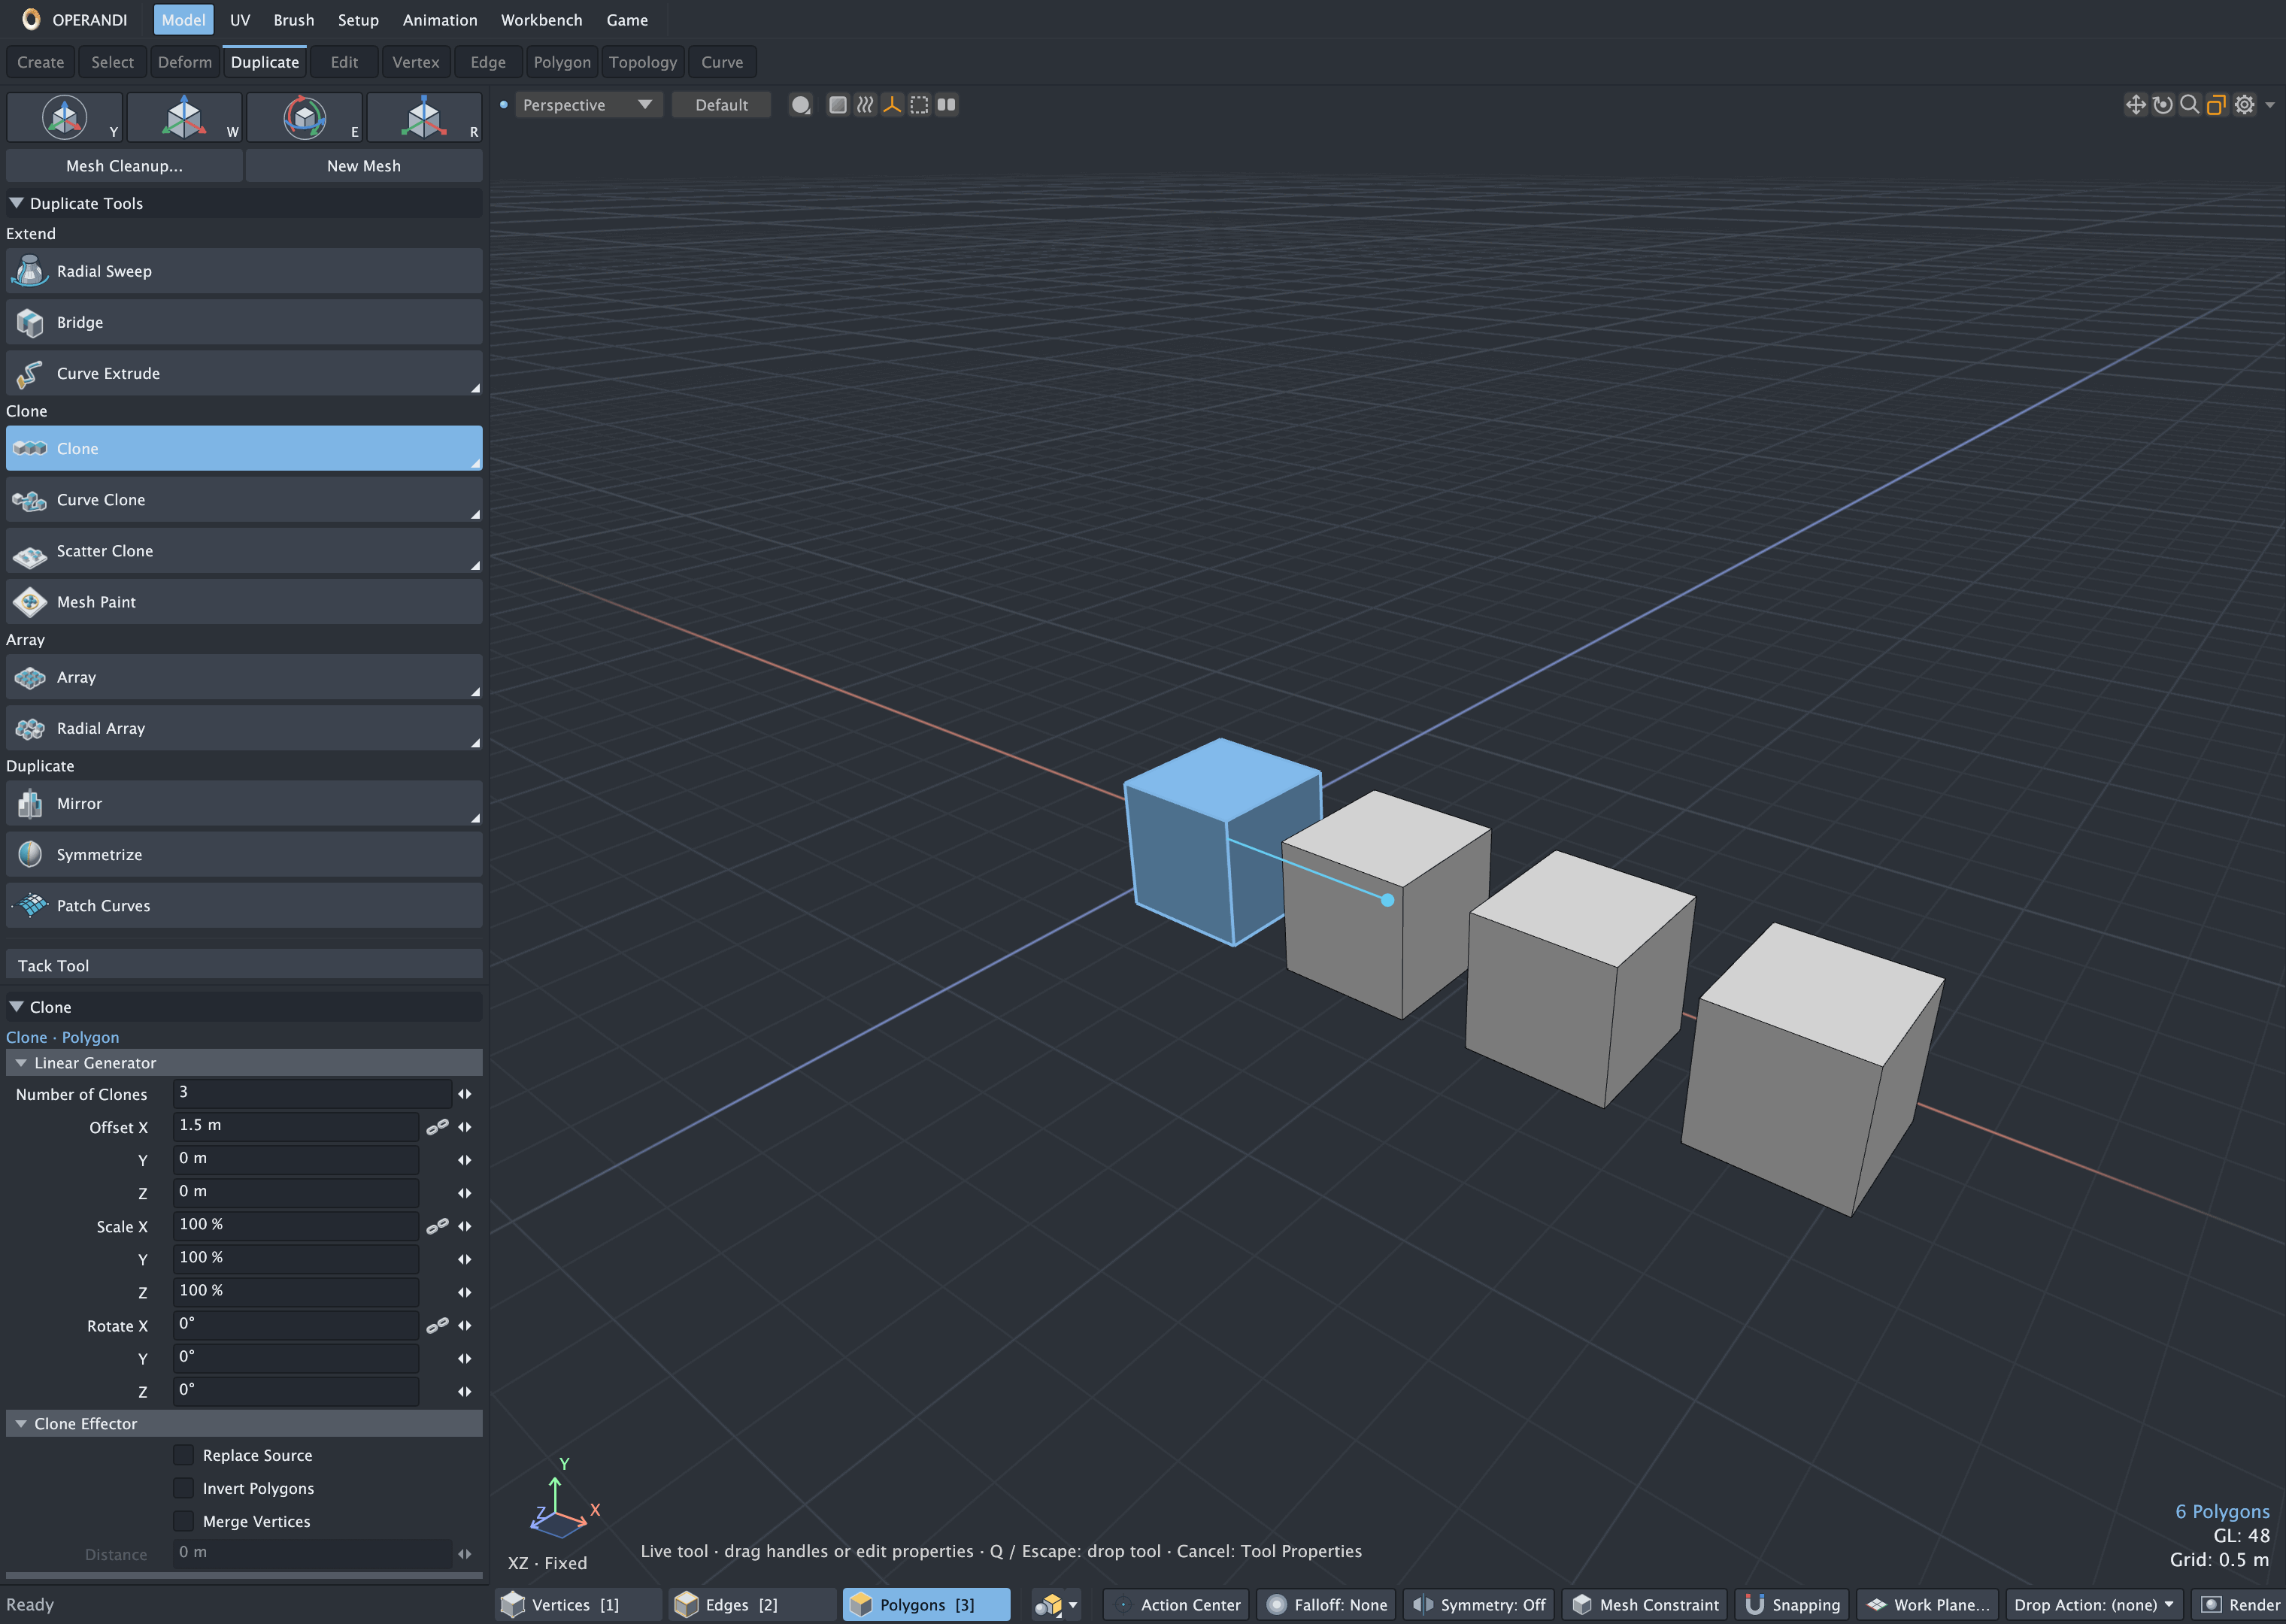 OPERANDI Model UV Brush Setup Animation Workbench Game
Create Select Deform Duplicate Edit Vertex Edge Polygon Topology Curve
Y W E R
Perspective Default
Mesh Cleanup... New Mesh
Duplicate Tools
Extend
Radial Sweep
Bridge
Curve Extrude
Clone
Clone
Curve Clone
Scatter Clone
Mesh Paint
Array
Array
Radial Array
Duplicate
Mirror
Symmetrize
Patch Curves
Tack Tool
Clone
Clone · Polygon
Linear Generator
Number of Clones 3
Offset X 1.5 m
Y 0 m
Z 0 m
Scale X 100 %
Y 100 %
Z 100 %
Rotate X 0°
Y 0°
Z 0°
Clone Effector
Replace Source
Invert Polygons
Merge Vertices
Distance 0 m
Y
Z X
XZ · Fixed
Live tool · drag handles or edit properties · Q / Escape: drop tool · Cancel: Tool Properties
6 Polygons
GL: 48
Grid: 0.5 m
Ready Vertices [1] Edges [2] Polygons [3] Action Center Falloff: None Symmetry: Off Mesh Constraint Snapping Work Plane... Drop Action: (none) Render